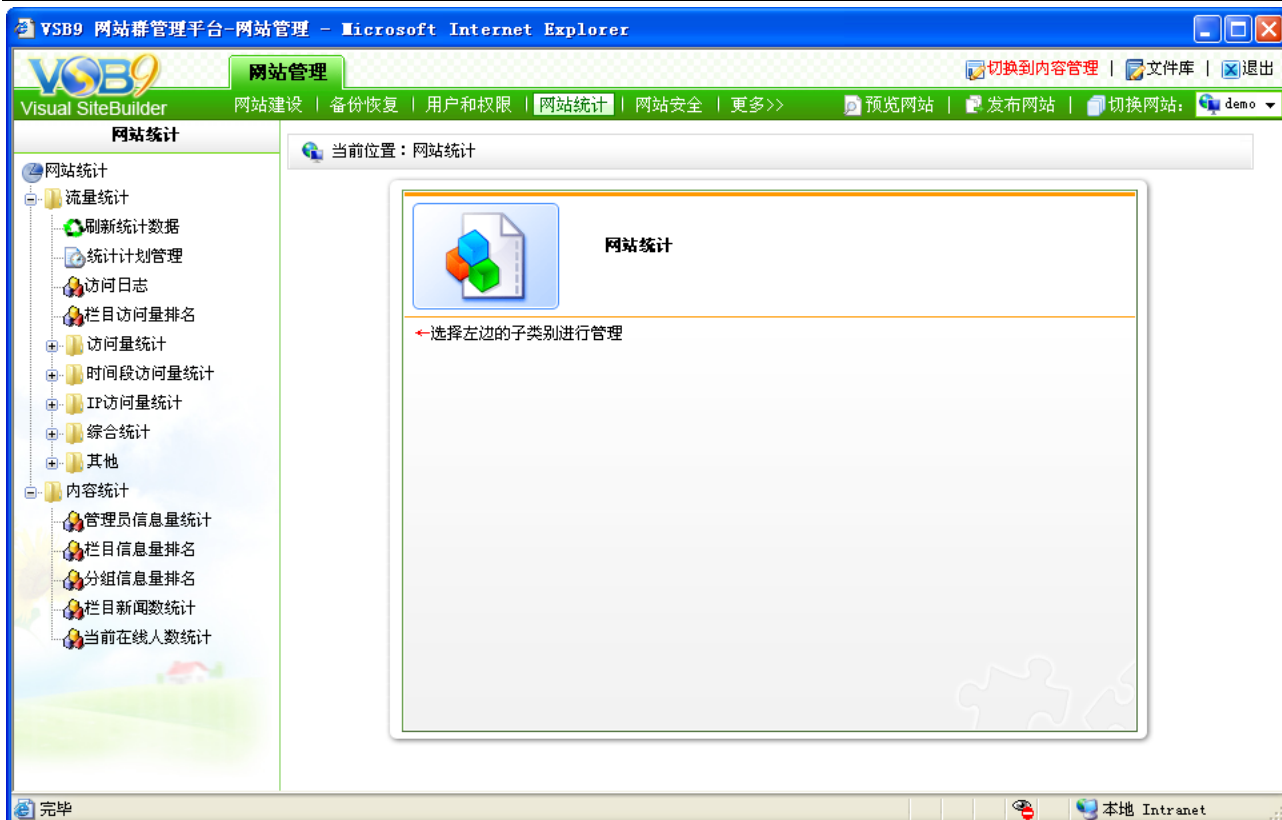 VSB9 网站群管理平台-网站管理 - Microsoft Internet Explorer
VSB9
Visual SiteBuilder
网站管理
切换到内容管理 | 文件库 | 退出
网站建设 | 备份恢复 | 用户和权限 | 网站统计 | 网站安全 | 更多>> 预览网站 | 发布网站 | 切换网站: demo
网站统计
当前位置：网站统计
网站统计
流量统计
刷新统计数据
统计计划管理
访问日志
栏目访问量排名
访问量统计
时间段访问量统计
IP访问量统计
综合统计
其他
内容统计
管理员信息量统计
栏目信息量排名
分组信息量排名
栏目新闻数统计
当前在线人数统计
网站统计
←选择左边的子类别进行管理
完毕
本地 Intranet